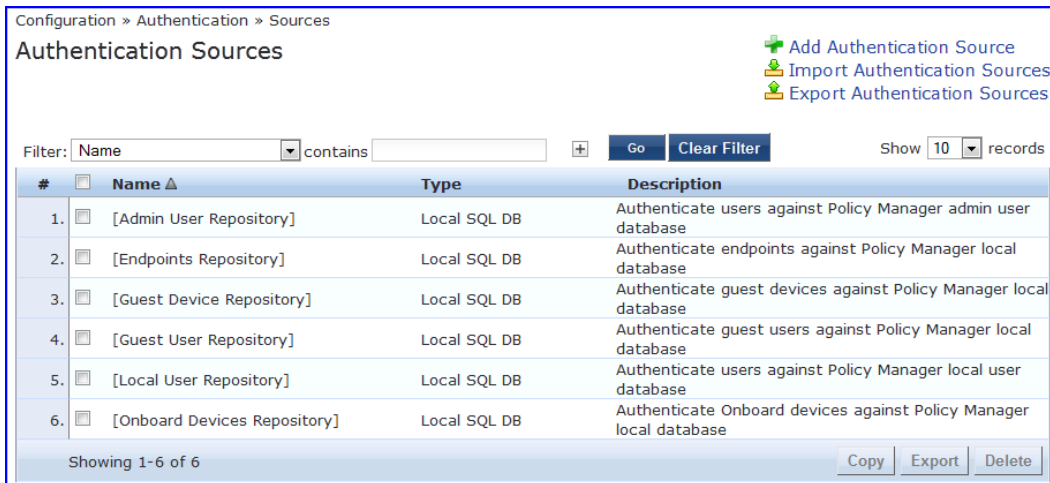 Configuration » Authentication » Sources
Authentication Sources
Add Authentication Source
Import Authentication Sources
Export Authentication Sources
Filter: Name contains Go Clear Filter Show 10 records
# Name Type Description
1. [Admin User Repository] Local SQL DB Authenticate users against Policy Manager admin user
database
2. [Endpoints Repository] Local SQL DB Authenticate endpoints against Policy Manager local
database
3. [Guest Device Repository] Local SQL DB Authenticate guest devices against Policy Manager local
database
4. [Guest User Repository] Local SQL DB Authenticate guest users against Policy Manager local
database
5. [Local User Repository] Local SQL DB Authenticate users against Policy Manager local user
database
6. [Onboard Devices Repository] Local SQL DB Authenticate Onboard devices against Policy Manager
local database
Showing 1-6 of 6 Copy Export Delete